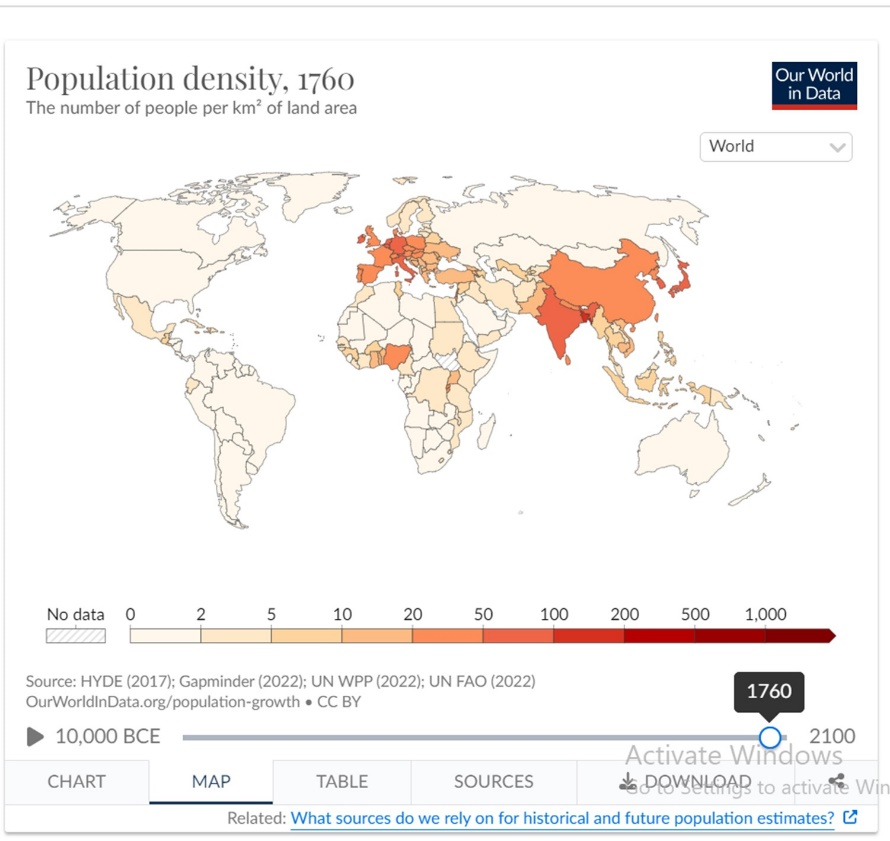 Population density, 1760
The number of people per km² of land area
Our World
in Data
World
No data 0 2 5 10 20 50 100 200 500 1,000
Source: HYDE (2017); Gapminder (2022); UN WPP (2022); UN FAO (2022)
OurWorldInData.org/population-growth • CC BY
1760
10,000 BCE 2100
Activate Windows
CHART MAP TABLE SOURCES DOWNLOAD
Go to Settings to activate Win
Related: What sources do we rely on for historical and future population estimates?